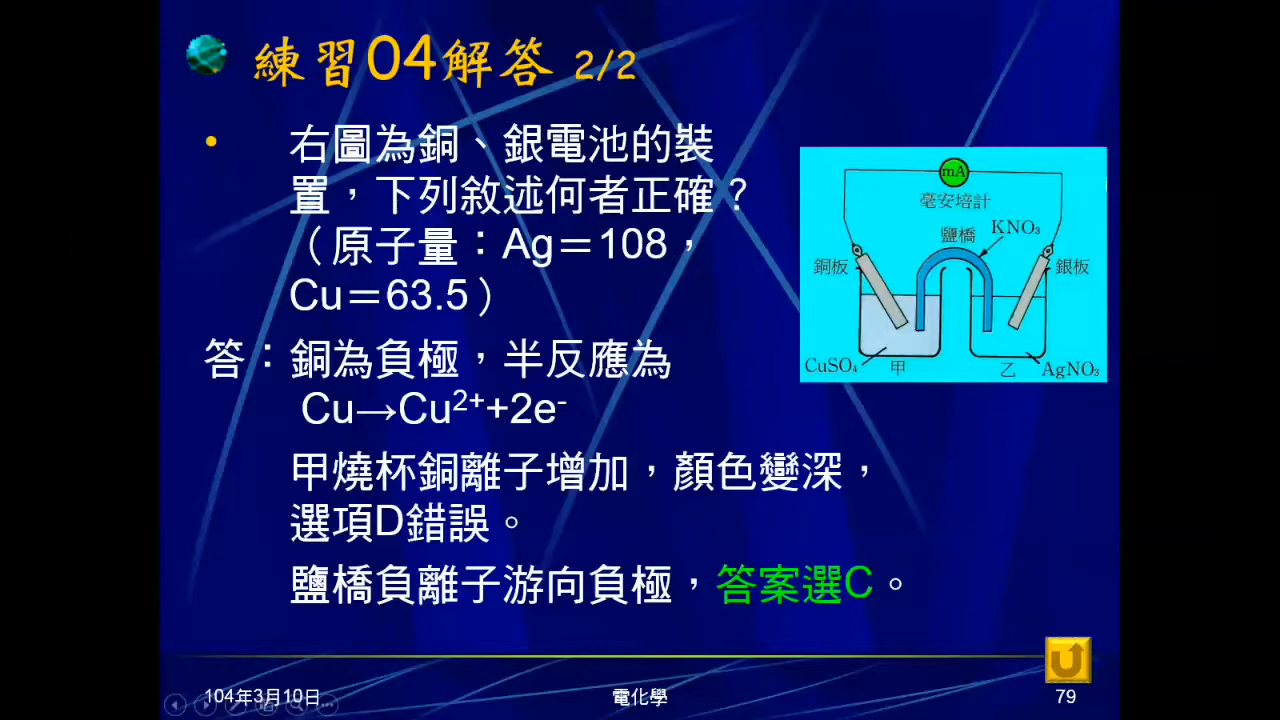 練習04解答 2/2
• 右圖為銅、銀電池的裝
置，下列敘述何者正確？
（原子量：Ag＝108，
Cu＝63.5）
答：銅為負極，半反應為
Cu→Cu²⁺+2e⁻
甲燒杯銅離子增加，顏色變深，
選項D錯誤。
鹽橋負離子游向負極，答案選C。
mA
毫安培計
鹽橋 KNO₃
銅板
銀板
CuSO₄
甲
乙
AgNO₃
104年3月10日
電化學
79